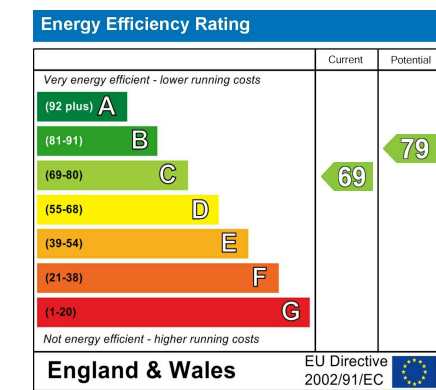 Energy Efficiency Rating
Current Potential
Very energy efficient - lower running costs
(92 plus) A
(81-91) B
79
(69-80) C
69
(55-68) D
(39-54) E
(21-38) F
(1-20) G
Not energy efficient - higher running costs
England & Wales
EU Directive
2002/91/EC